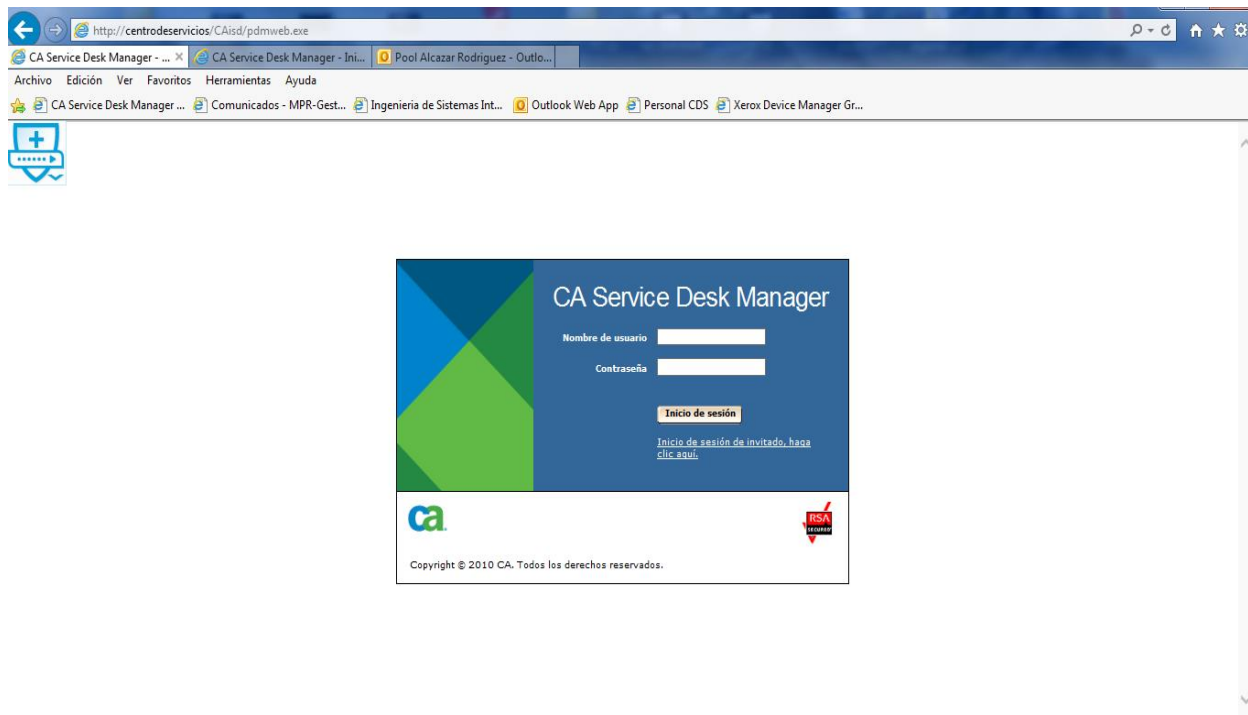 http://centrodeservicios/CAisd/pdmweb.exe
CA Service Desk Manager - ...
CA Service Desk Manager - Ini...
Pool Alcazar Rodriguez - Outlo...
Archivo Edición Ver Favoritos Herramientas Ayuda
CA Service Desk Manager ...
Comunicados - MPR-Gest...
Ingenieria de Sistemas Int...
Outlook Web App
Personal CDS
Xerox Device Manager Gr...
CA Service Desk Manager
Nombre de usuario
Contraseña
Inicio de sesión
Inicio de sesión de invitado, haga
clic aquí.
ca
RSA
SECURED
Copyright © 2010 CA. Todos los derechos reservados.